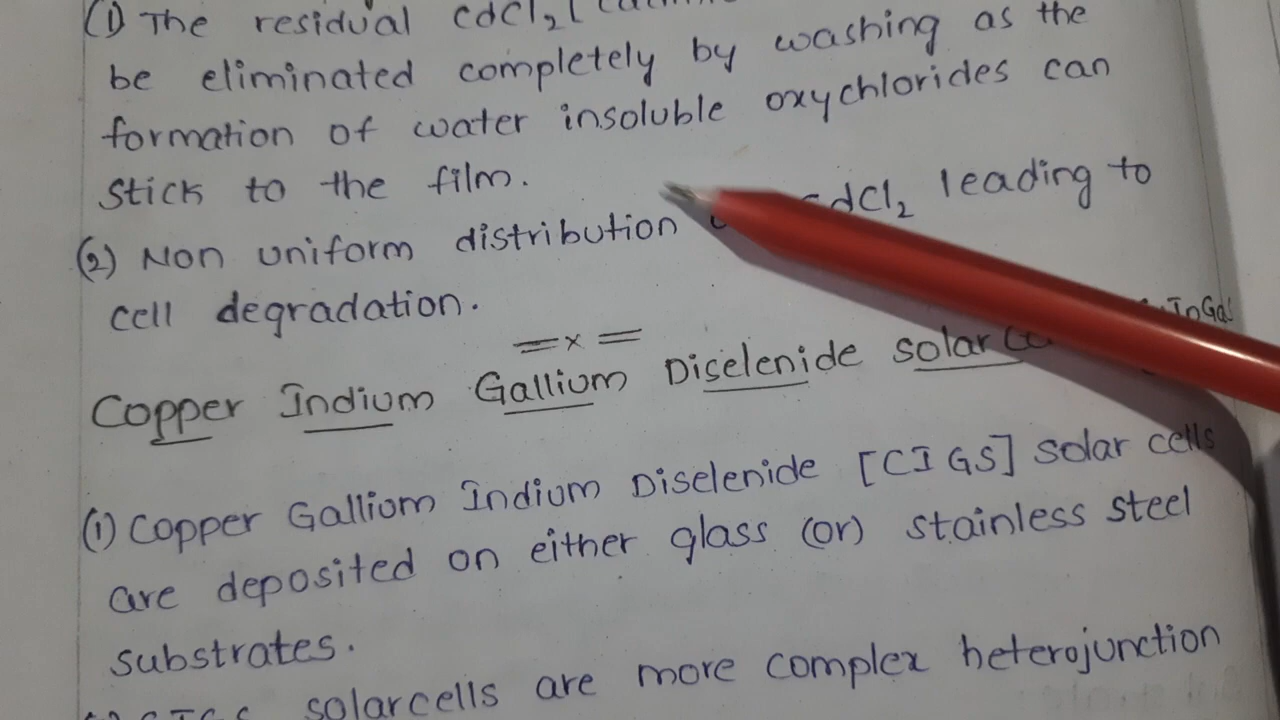 (1) The residual CdCl2 [
be eliminated completely by washing as the
formation of water insoluble oxychlorides can
Stick to the film.
(2) Non uniform distribution CdCl2 leading to
cell degradation.
= x =
Copper Indium Gallium Diselenide solar
(1) Copper Gallium Indium Diselenide [CIGS] solar cells
are deposited on either glass (or) stainless steel
substrates.
solarcells are more complex heterojunction